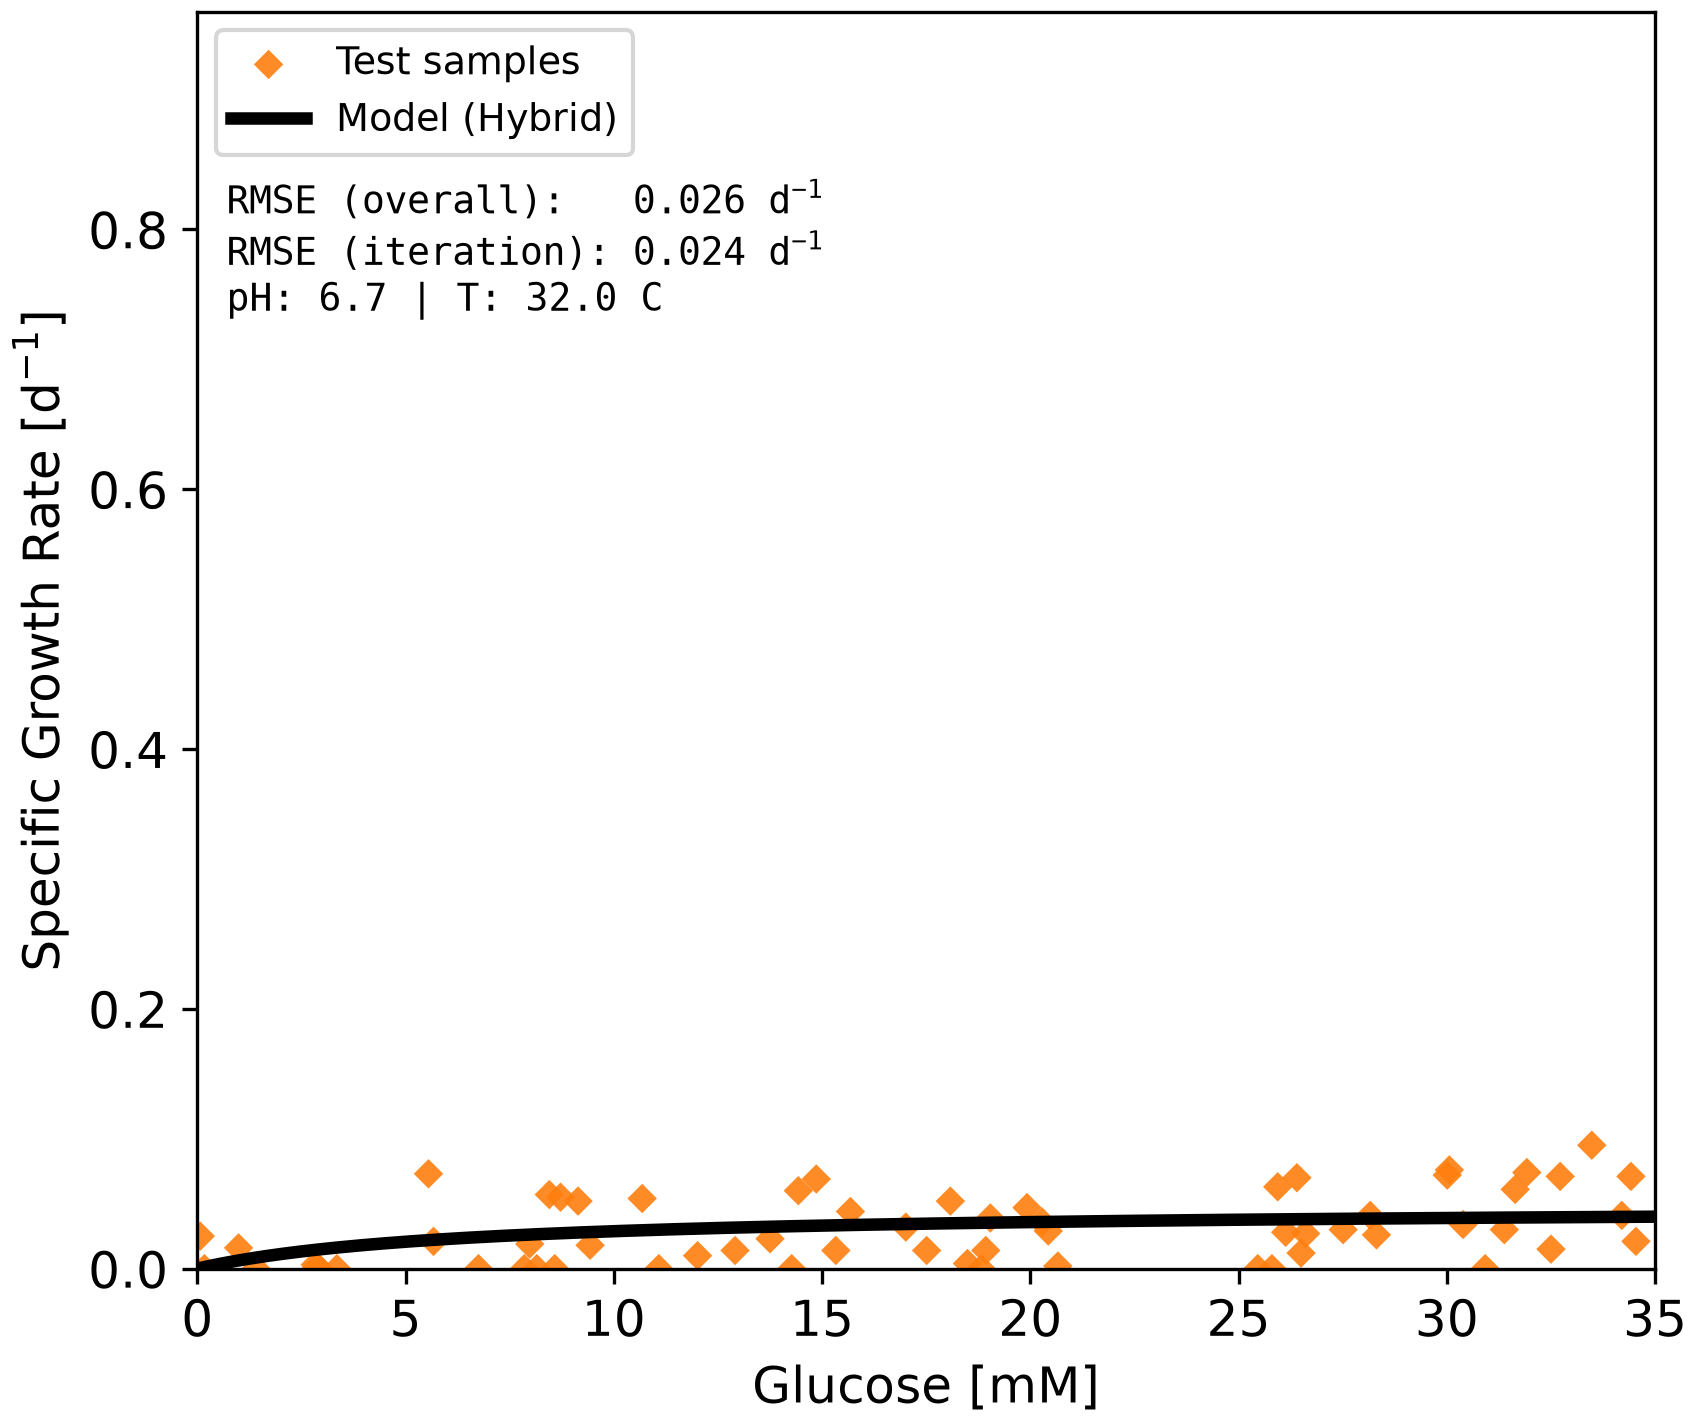 Test samples
Model (Hybrid)
RMSE (overall): 0.026 d⁻¹
RMSE (iteration): 0.024 d⁻¹
pH: 6.7 | T: 32.0 C
Specific Growth Rate [d⁻¹]
0.8
0.6
0.4
0.2
0.0
0 5 10 15 20 25 30 35
Glucose [mM]